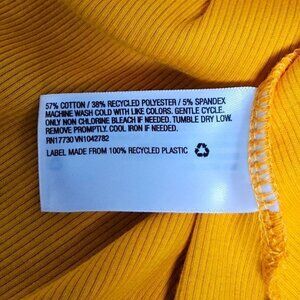 57% COTTON / 38% RECYCLED POLYESTER / 5% SPANDEX
MACHINE WASH COLD WITH LIKE COLORS. GENTLE CYCLE.
ONLY NON CHLORINE BLEACH IF NEEDED. TUMBLE DRY LOW.
REMOVE PROMPTLY. COOL IRON IF NEEDED.
RN17730 VN1042782
LABEL MADE FROM 100% RECYCLED PLASTIC